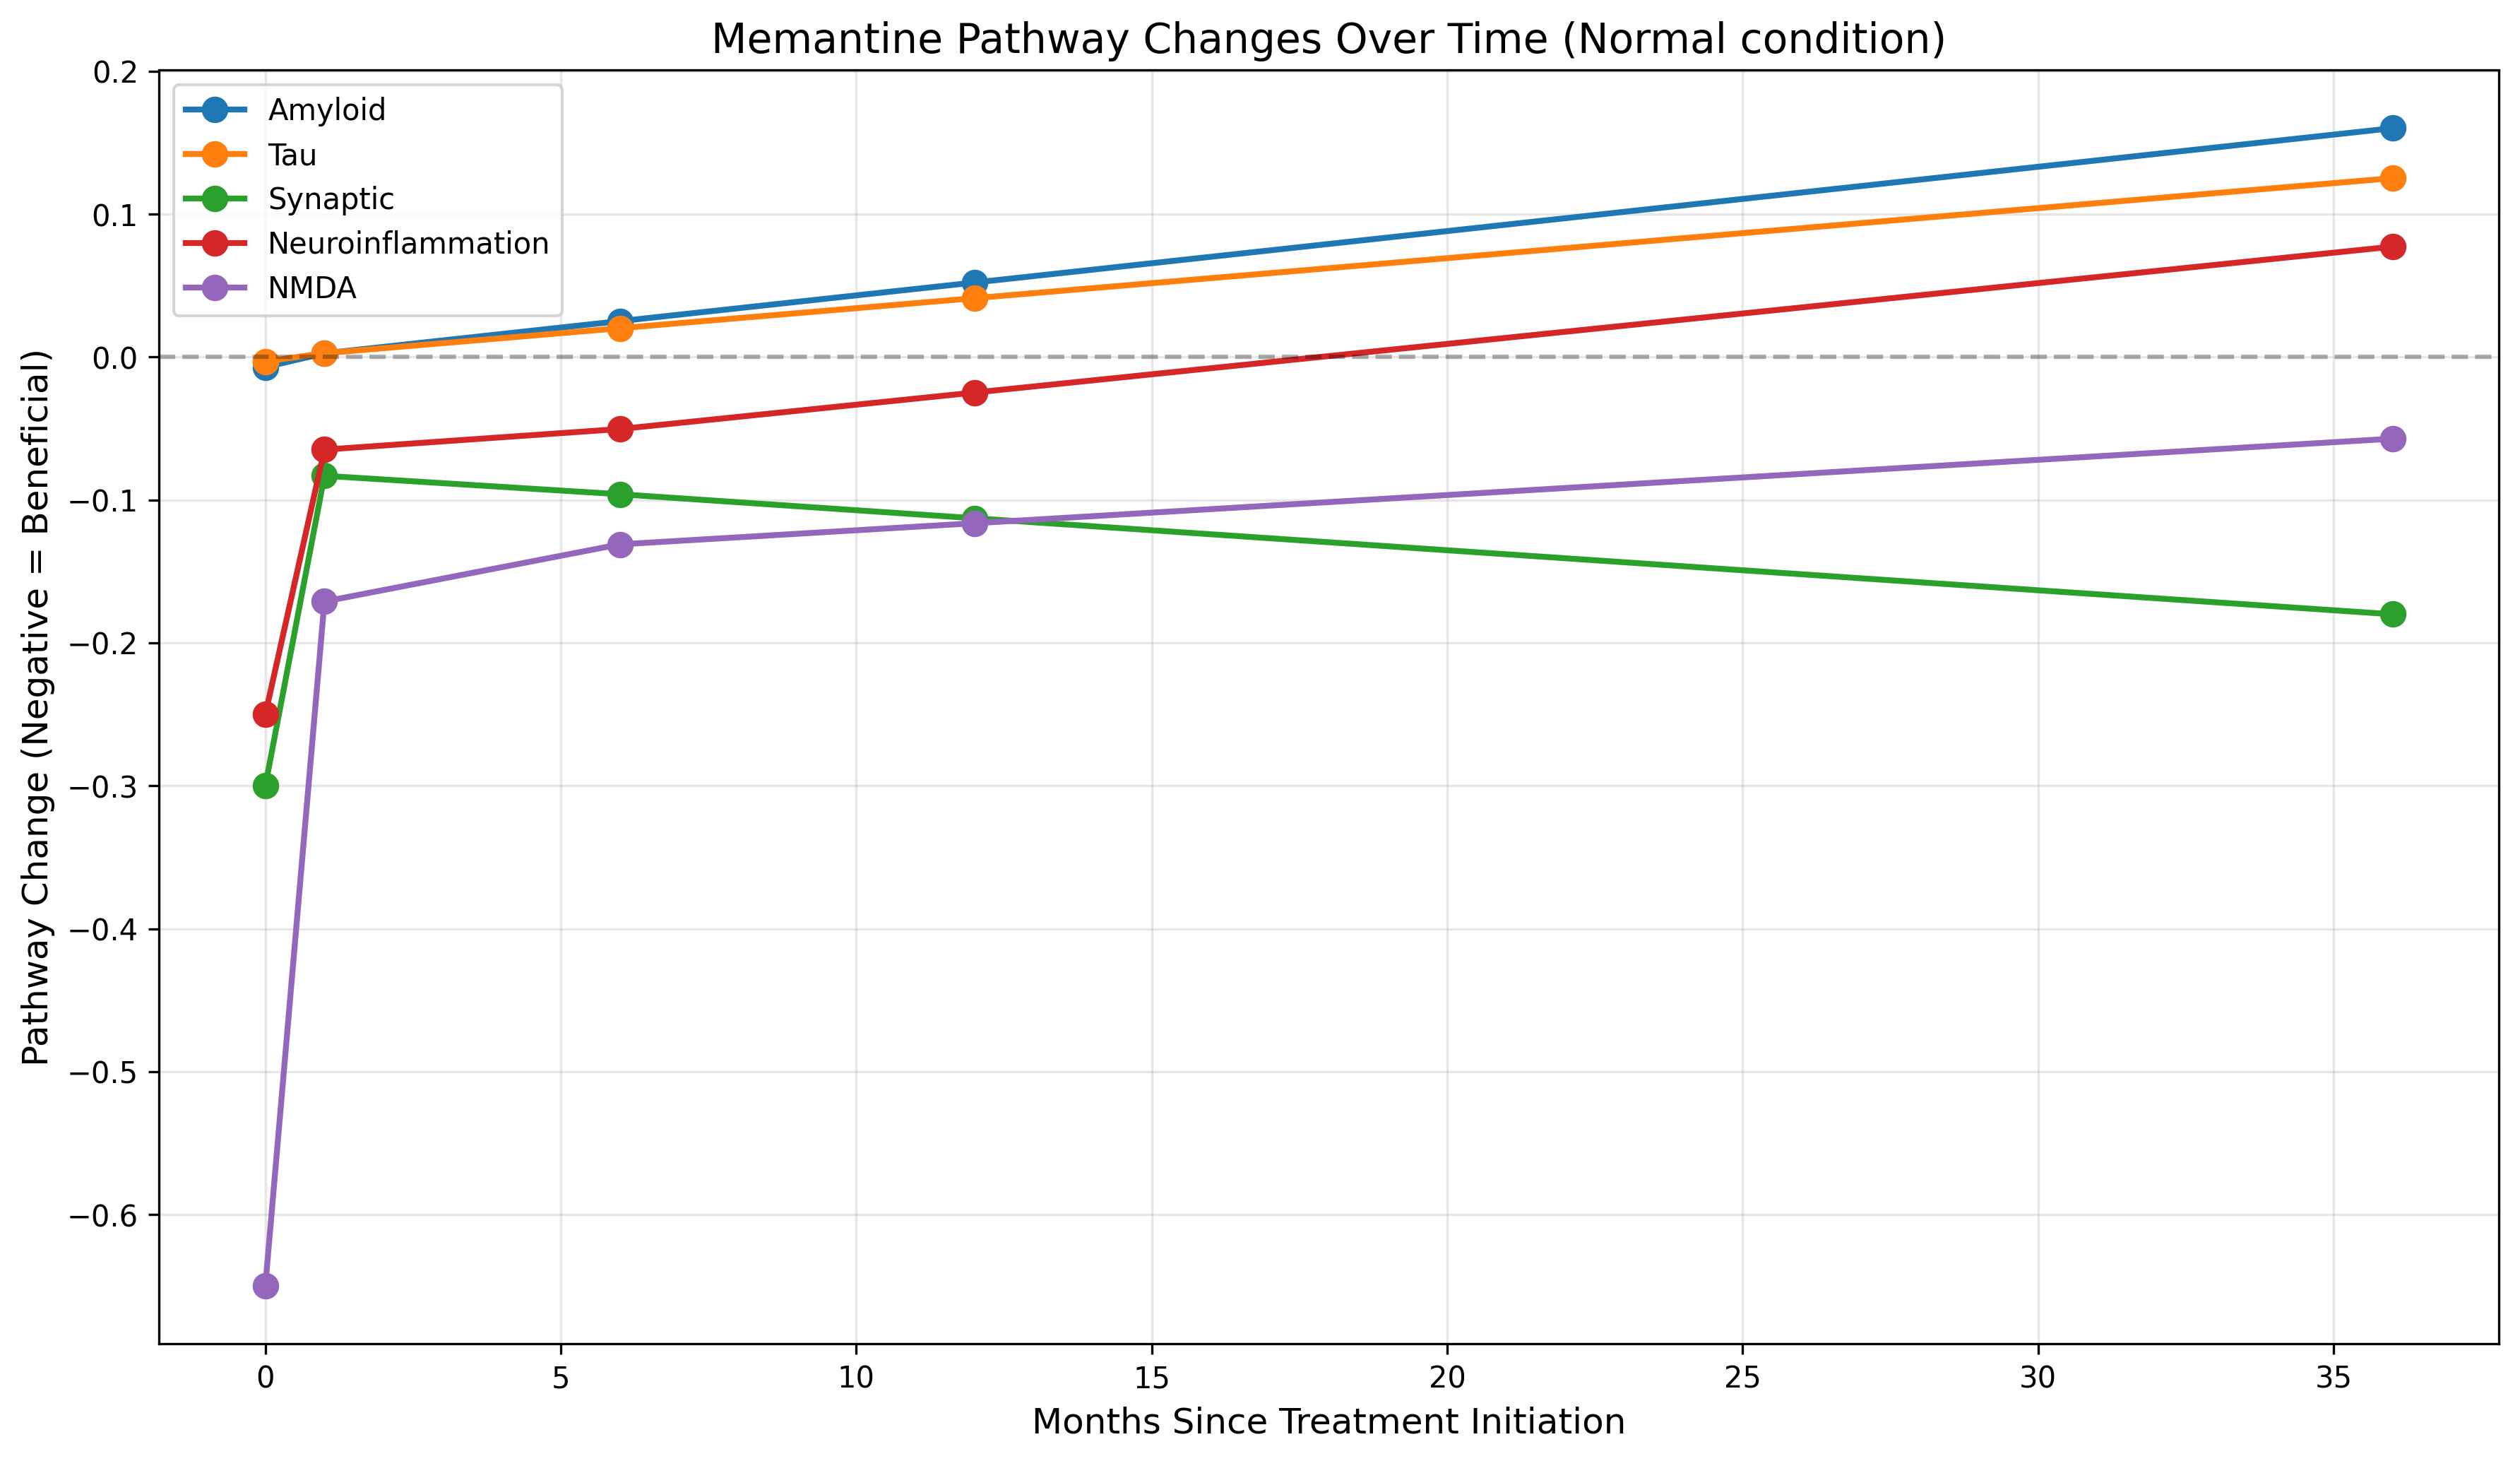 Memantine Pathway Changes Over Time (Normal condition)
Amyloid
Tau
Synaptic
Neuroinflammation
NMDA
Pathway Change (Negative = Beneficial)
0.2
0.1
0.0
−0.1
−0.2
−0.3
−0.4
−0.5
−0.6
0 5 10 15 20 25 30 35
Months Since Treatment Initiation